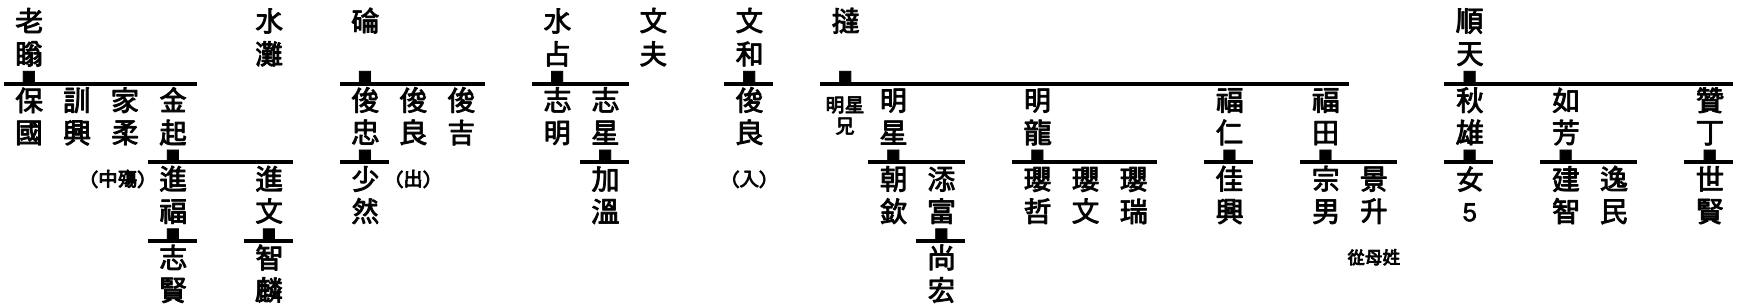 老瞈
水灘
碖
水占
文夫
文和
撻
順天
保國
訓興
家柔
金起
俊忠
俊良
俊吉
志明
志星
俊良
明星兄
明星
明龍
福仁
福田
秋雄
如芳
贊丁
（中殤）
進福
進文
少然
（出）
加溫
（入）
朝欽
添富
瓔哲
瓔文
瓔瑞
佳興
宗男
景升
女5
建智
逸民
世賢
志賢
智麟
尚宏
從母姓